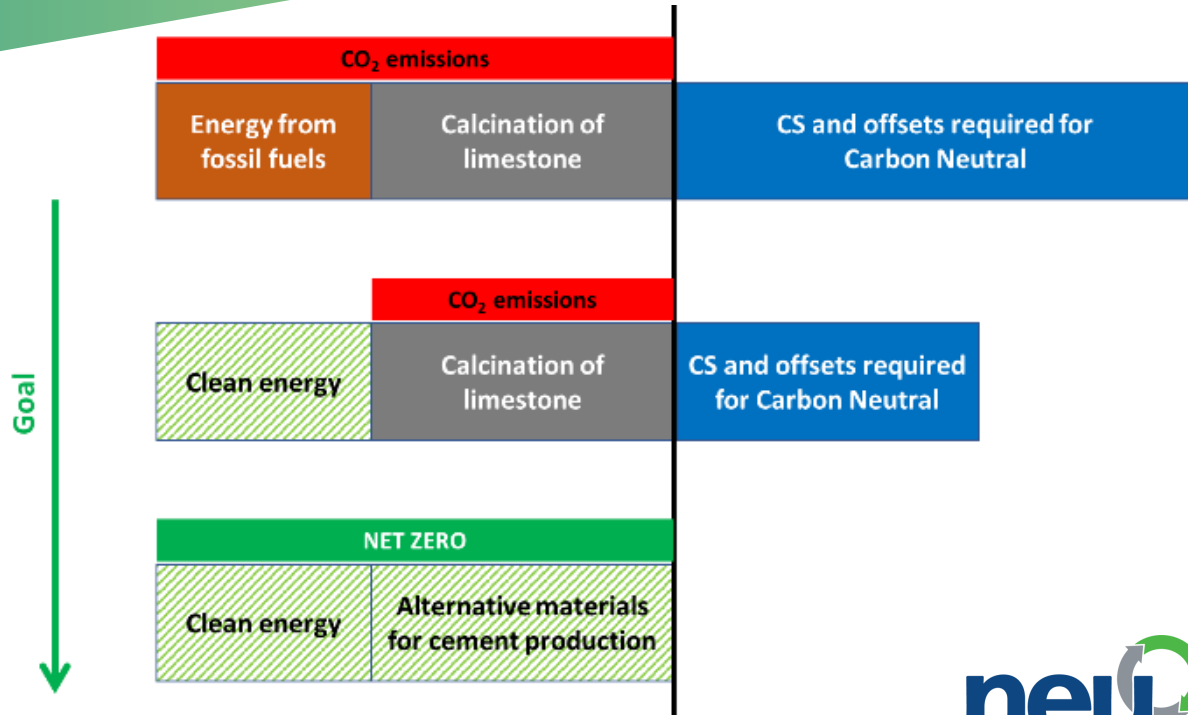 CO₂ emissions
Energy from
fossil fuels
Calcination of
limestone
CS and offsets required for
Carbon Neutral
Goal
CO₂ emissions
Clean energy
Calcination of
limestone
CS and offsets required
for Carbon Neutral
NET ZERO
Clean energy
Alternative materials
for cement production